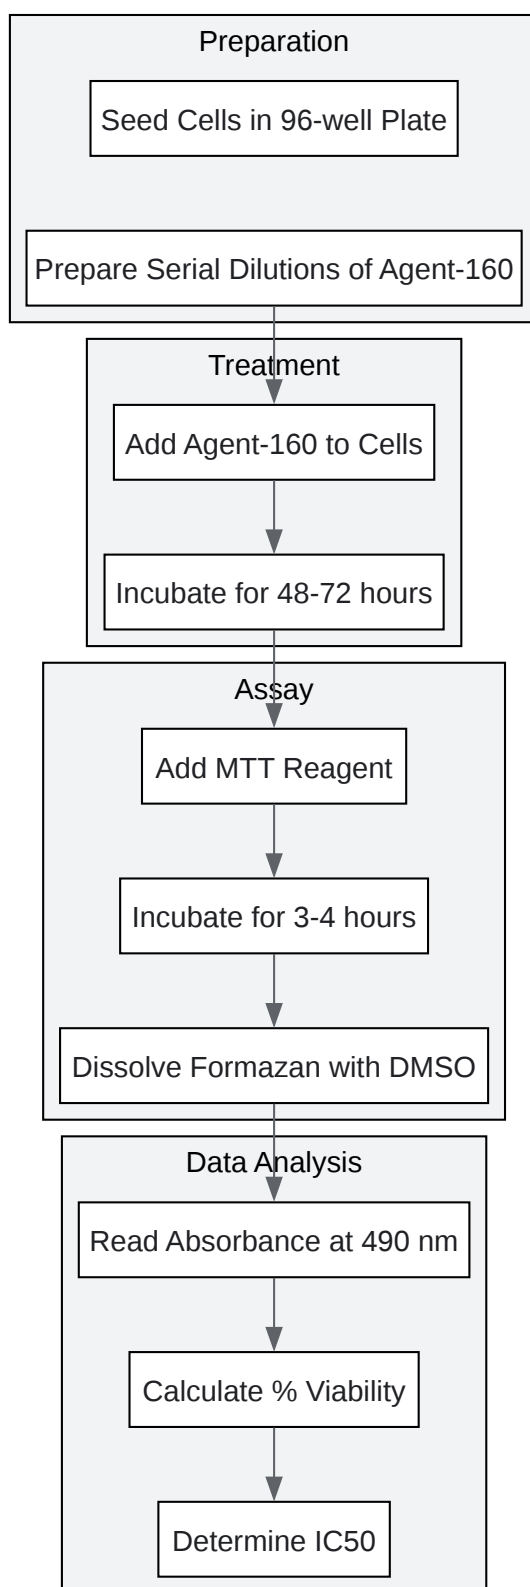 Preparation
Seed Cells in 96-well Plate
Prepare Serial Dilutions of Agent-160
Treatment
Add Agent-160 to Cells
Incubate for 48-72 hours
Assay
Add MTT Reagent
Incubate for 3-4 hours
Dissolve Formazan with DMSO
Data Analysis
Read Absorbance at 490 nm
Calculate % Viability
Determine IC50